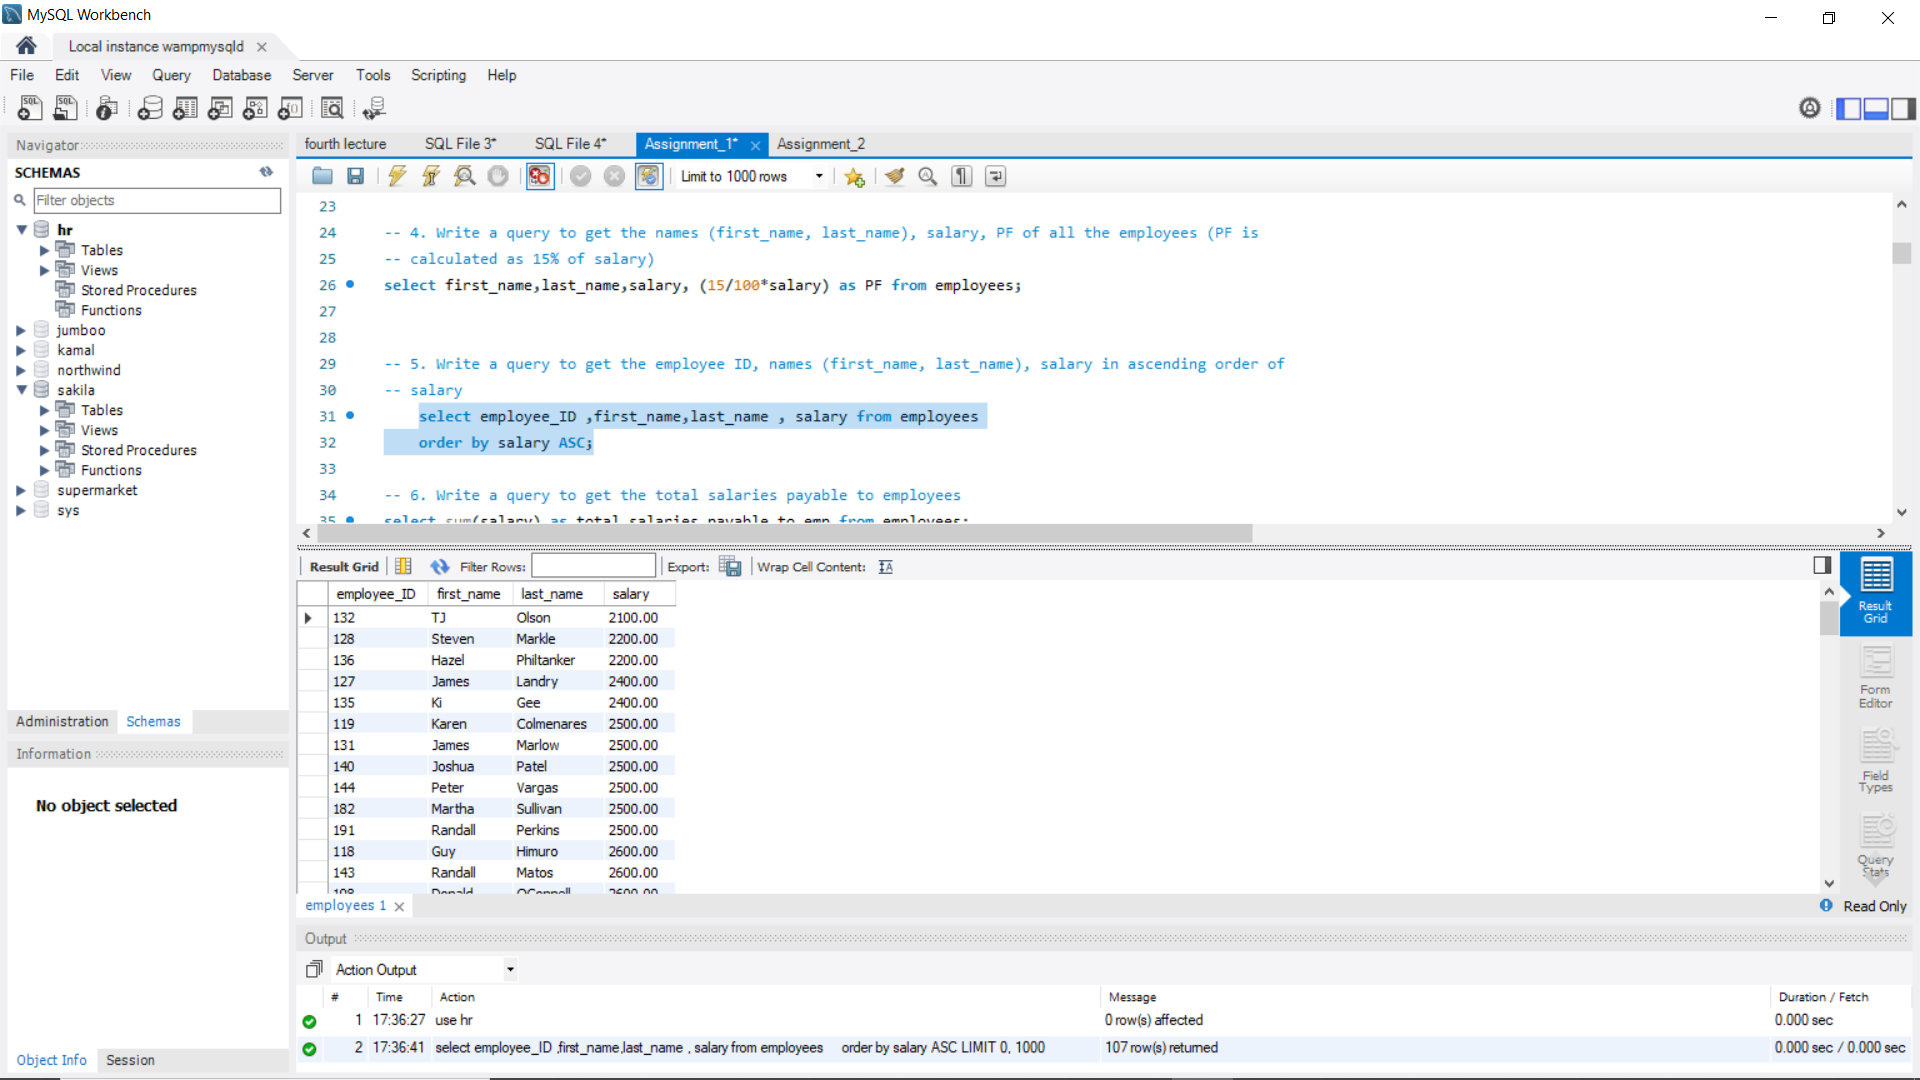 MySQL Workbench
Local instance wampmysqld
File Edit View Query Database Server Tools Scripting Help
Navigator
SCHEMAS
Filter objects
hr
Tables
Views
Stored Procedures
Functions
jumboo
kamal
northwind
sakila
Tables
Views
Stored Procedures
Functions
supermarket
sys
Administration Schemas
Information
No object selected
Object Info Session
fourth lecture SQL File 3* SQL File 4* Assignment_1* Assignment_2
Limit to 1000 rows
23
24 -- 4. Write a query to get the names (first_name, last_name), salary, PF of all the employees (PF is
25 -- calculated as 15% of salary)
26 select first_name,last_name,salary, (15/100*salary) as PF from employees;
27
28
29 -- 5. Write a query to get the employee ID, names (first_name, last_name), salary in ascending order of
30 -- salary
31 select employee_ID ,first_name,last_name , salary from employees
32 order by salary ASC;
33
34 -- 6. Write a query to get the total salaries payable to employees
35 select sum(salary) as total_salaries_payable_to_emp from employees;
Result Grid Filter Rows: Export: Wrap Cell Content:
employee_ID first_name last_name salary
132 TJ Olson 2100.00
128 Steven Markle 2200.00
136 Hazel Philtanker 2200.00
127 James Landry 2400.00
135 Ki Gee 2400.00
119 Karen Colmenares 2500.00
131 James Marlow 2500.00
140 Joshua Patel 2500.00
144 Peter Vargas 2500.00
182 Martha Sullivan 2500.00
191 Randall Perkins 2500.00
118 Guy Himuro 2600.00
143 Randall Matos 2600.00
198 Donald OConnell 2600.00
Result Grid
Form Editor
Field Types
Query Stats
employees 1
Read Only
Output
Action Output
# Time Action Message Duration / Fetch
1 17:36:27 use hr 0 row(s) affected 0.000 sec
2 17:36:41 select employee_ID ,first_name,last_name , salary from employees order by salary ASC LIMIT 0, 1000 107 row(s) returned 0.000 sec / 0.000 sec